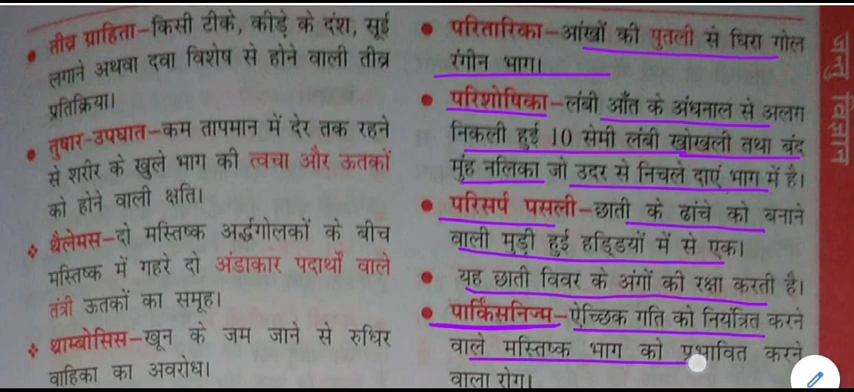 तीव्र ग्राहिता–किसी टीके, कीड़े के दंश, सूई
लगाने अथवा दवा विशेष से होने वाली तीव्र
प्रतिक्रिया।
तुषार-उपघात–कम तापमान में देर तक रहने
से शरीर के खुले भाग की त्वचा और ऊतकों
को होने वाली क्षति।
थैलेमस–दो मस्तिष्क अर्द्धगोलकों के बीच
मस्तिष्क में गहरे दो अंडाकार पदार्थों वाले
तंत्री ऊतकों का समूह।
थ्राम्बोसिस–खून के जम जाने से रुधिर
वाहिका का अवरोध।
परितारिका–आंखों की पुतली से घिरा गोल
रंगीन भाग।
परिशोषिका–लंबी आँत के अंधनाल से अलग
निकली हुई 10 सेमी लंबी खोखली तथा बंद
मुंह नलिका जो उदर से निचले दाएं भाग में है।
परिसर्प पसली–छाती के ढांचे को बनाने
वाली मुड़ी हुई हड्डियों में से एक।
यह छाती विवर के अंगों की रक्षा करती है।
पार्किंसनिज्म–ऐच्छिक गति को नियंत्रित करने
वाले मस्तिष्क भाग को प्रभावित करने
वाला रोग।
जन्तु विज्ञान